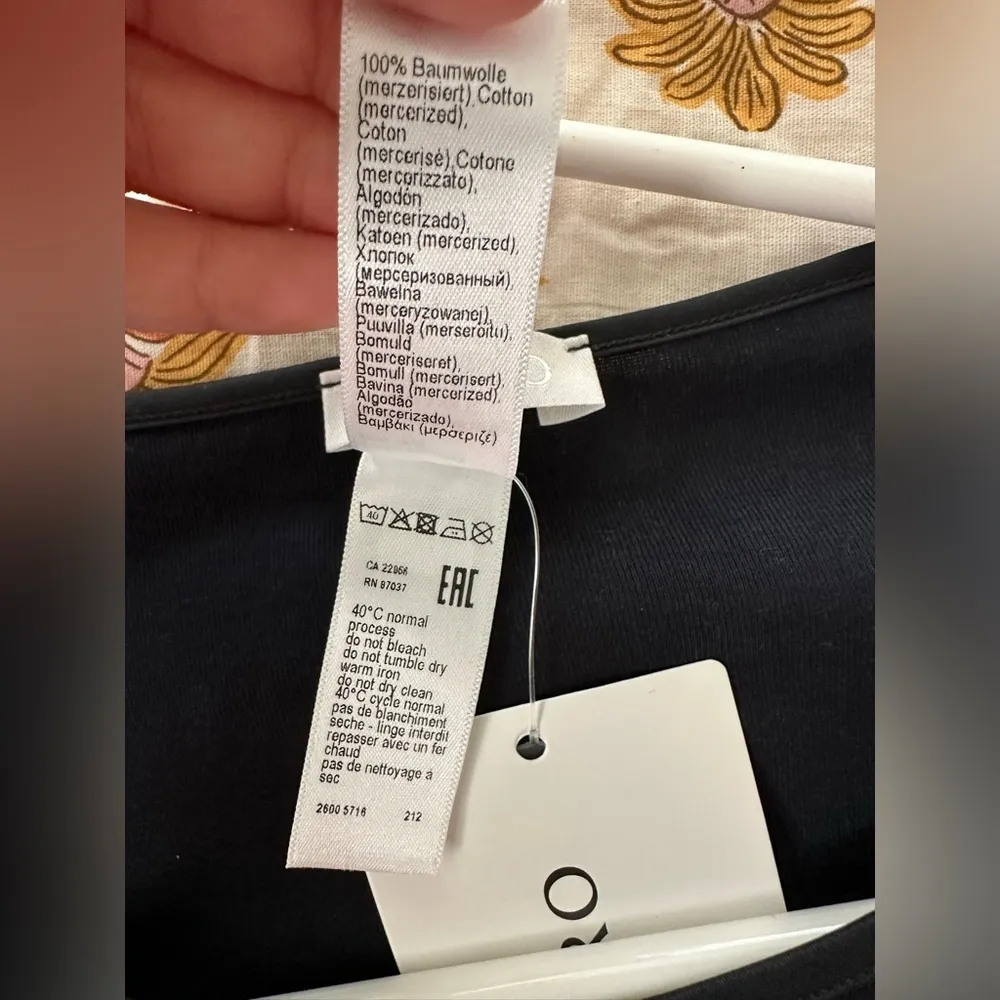 100% Baumwolle
(merzerisiert), Cotton
(mercerized),
Coton
(mercerisé), Cotone
(mercerizzato),
Algodón
(mercerizado),
Katoen (mercerized),
Хлопок
(мерсеризованный),
Bawełna
(merceryzowanej),
Puuvilla (merseroitu),
Bomuld
(merceriseret),
Bomull (mercerisert),
Bavlna (mercerized),
Algodão
(mercerizado),
Βαμβάκι (μερσεριζέ)
40
CA 22956
RN 97037
EAC
40°C normal
process
do not bleach
do not tumble dry
warm iron
do not dry clean
40°C cycle normal
pas de blanchiment
seche - linge interdit
repasser avec un fer
chaud
pas de nettoyage á
sec
2600 5716 212
RO